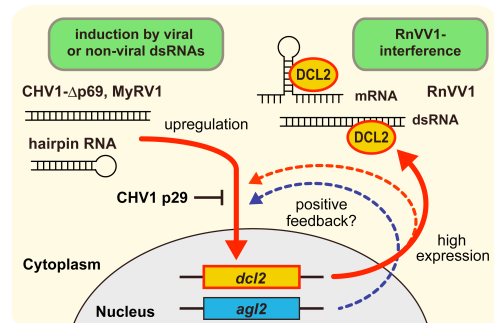 induction by viral
or non-viral dsRNAs
RnVV1-
interference
DCL2
CHV1-Δp69, MyRV1
mRNA
RnVV1
dsRNA
DCL2
upregulation
hairpin RNA
CHV1 p29
positive
feedback?
high
expression
Cytoplasm
dcl2
Nucleus
agl2